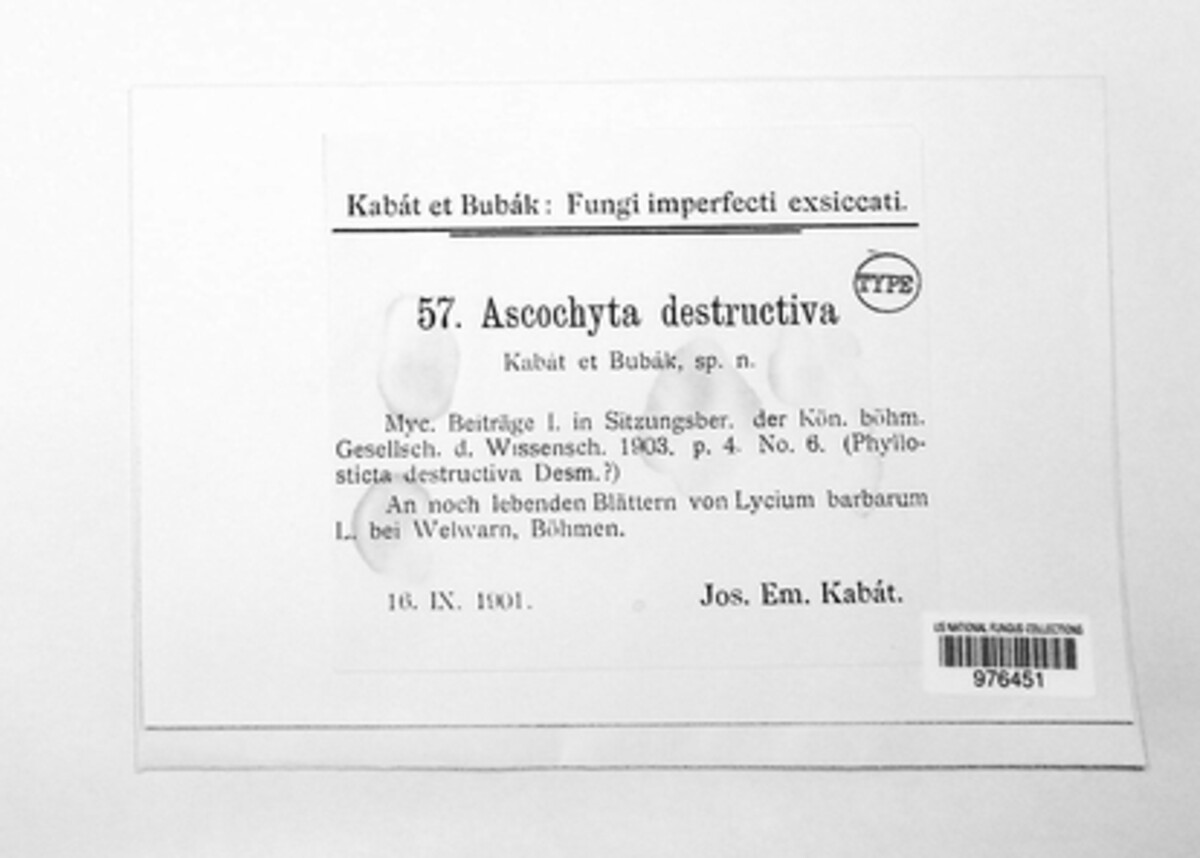 Kabát et Bubák: Fungi imperfecti exsiccati.
TYPE
57. Ascochyta destructiva
Kabát et Bubák, sp. n.
Myc. Beiträge I. in Sitzungsber. der Kön. böhm.
Gesellsch. d. Wissensch. 1903. p. 4. No. 6. (Phyllo-
sticta destructiva Desm.?)
An noch lebenden Blättern von Lycium barbarum
L. bei Welwarn, Böhmen.
16. IX. 1901.
Jos. Em. Kabát.
US NATIONAL FUNGUS COLLECTIONS
976451